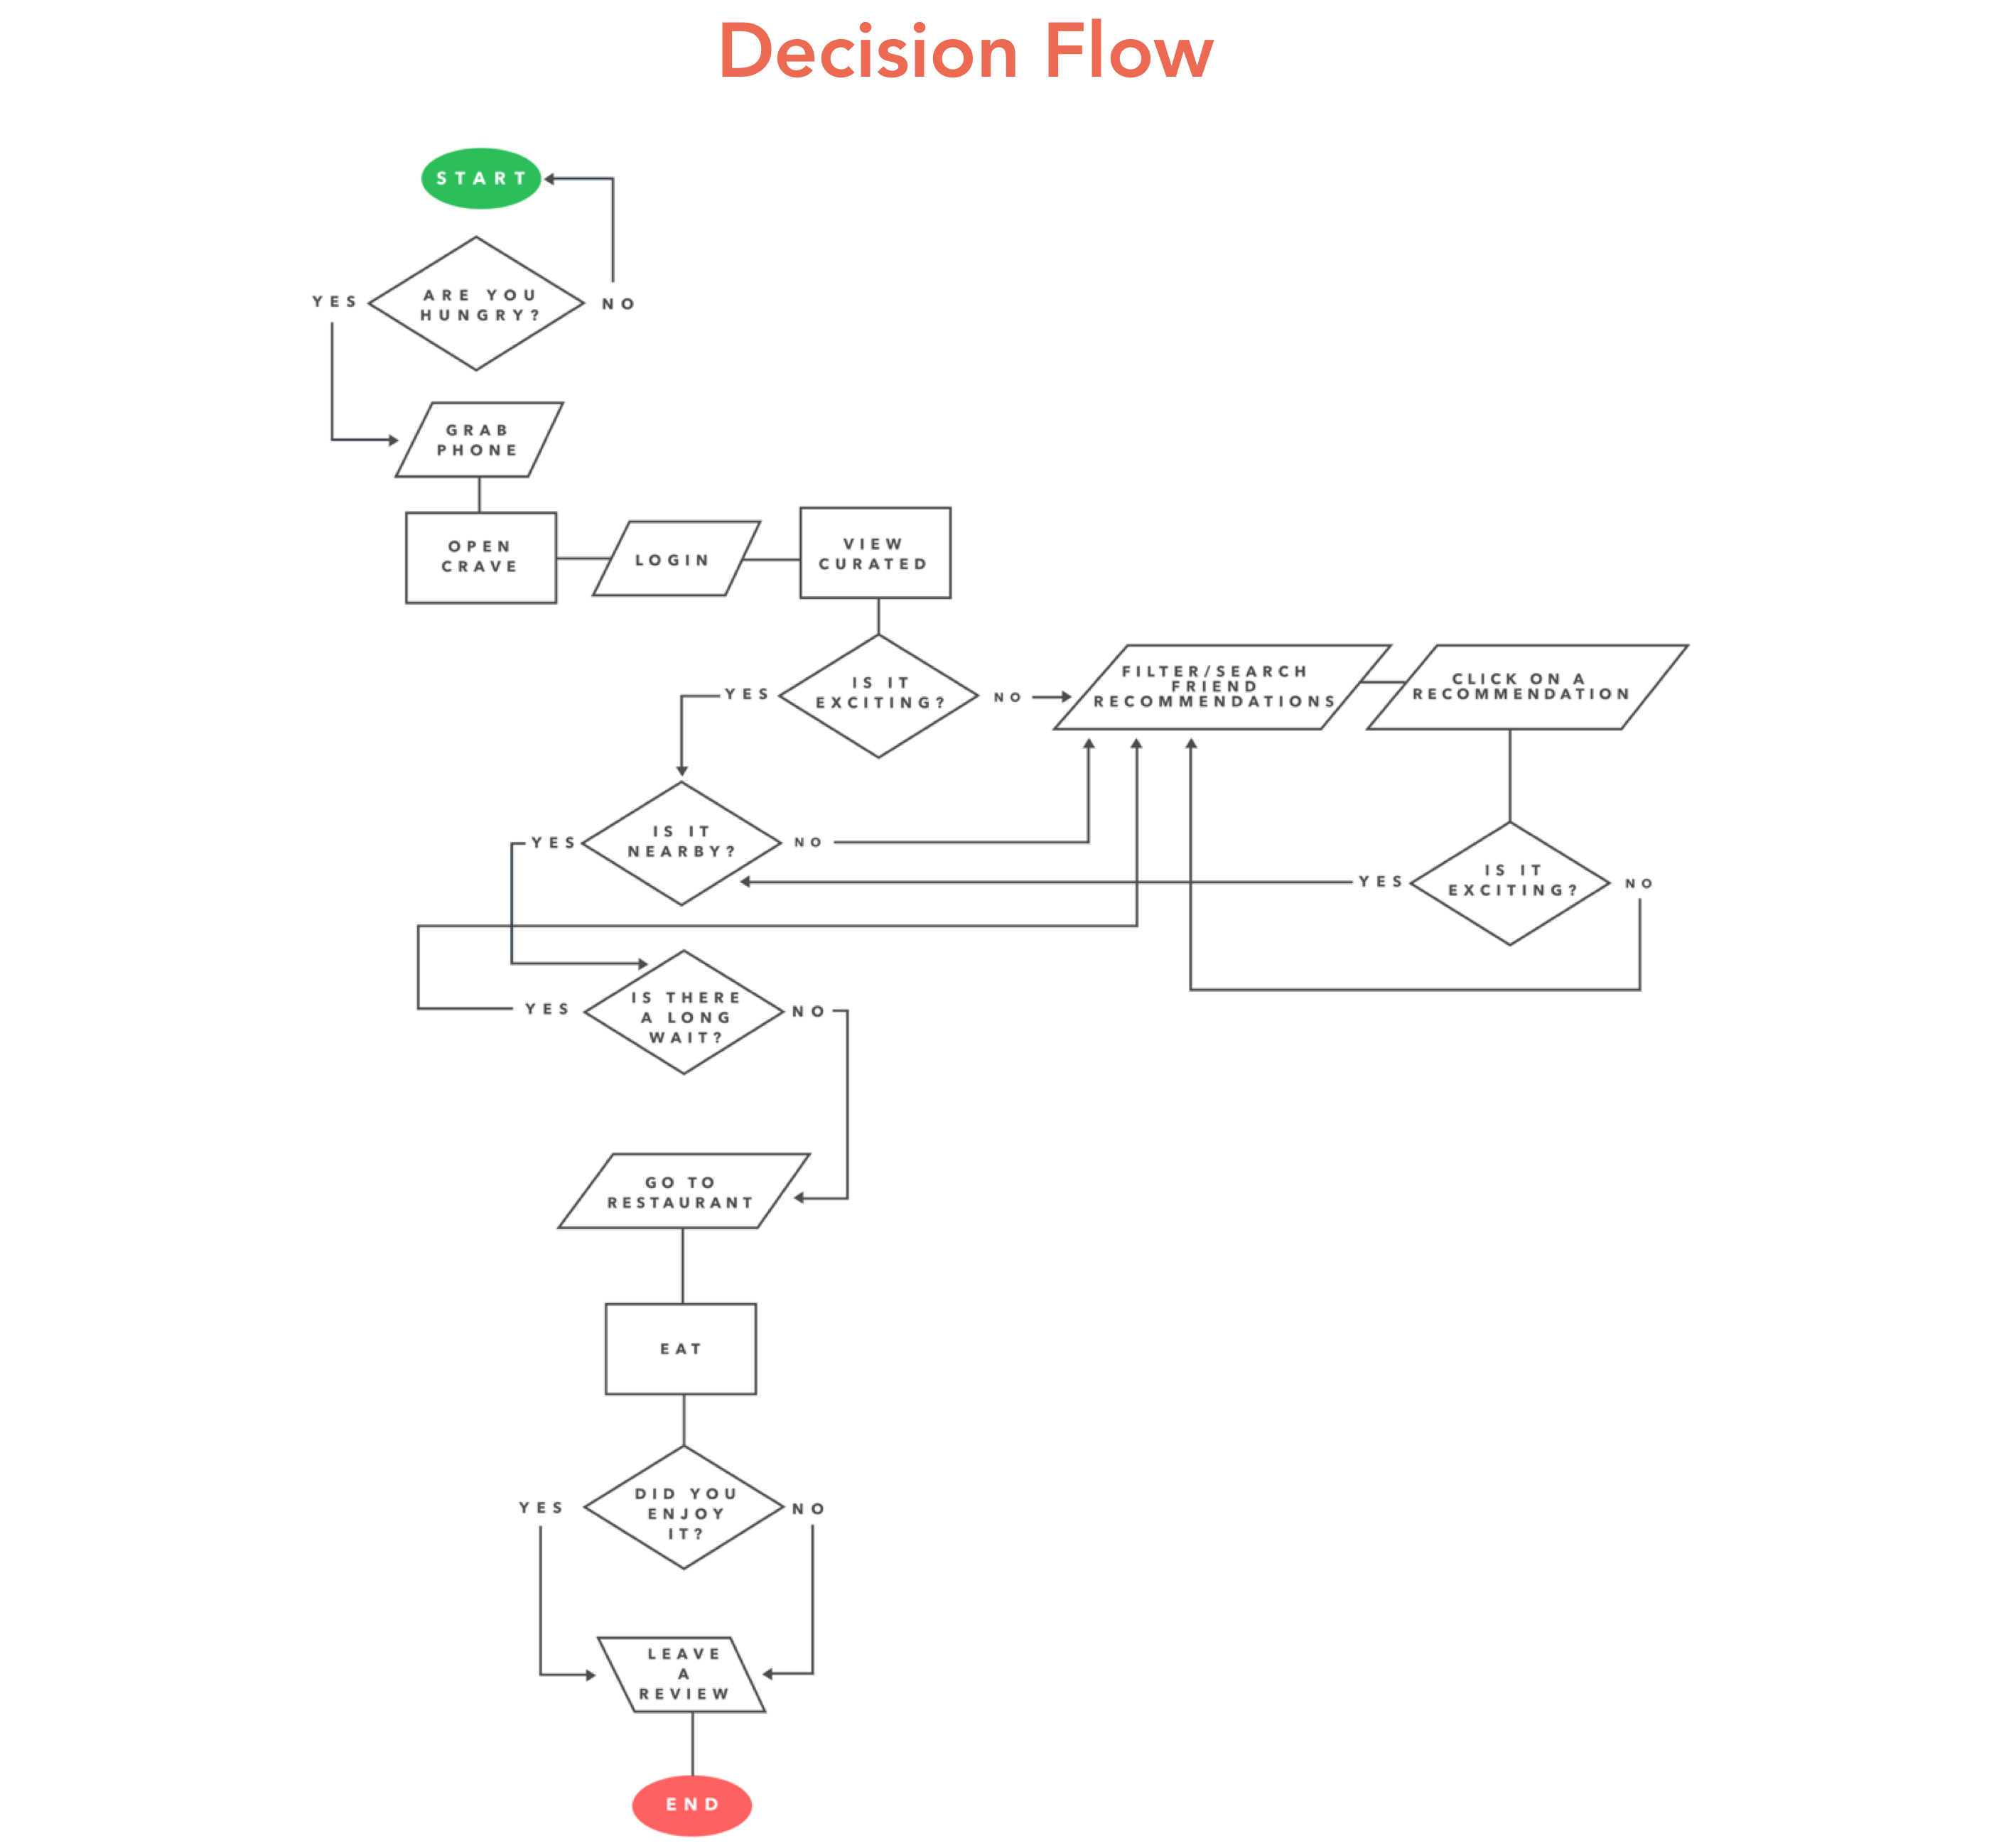 Decision Flow
START
ARE YOU
HUNGRY?
YES
NO
GRAB
PHONE
OPEN
CRAVE
LOGIN
VIEW
CURATED
IS IT
EXCITING?
YES
NO
FILTER/SEARCH
FRIEND
RECOMMENDATIONS
CLICK ON A
RECOMMENDATION
IS IT
NEARBY?
YES
NO
IS IT
EXCITING?
YES
NO
IS THERE
A LONG
WAIT?
YES
NO
GO TO
RESTAURANT
EAT
DID YOU
ENJOY
IT?
YES
NO
LEAVE
A
REVIEW
END